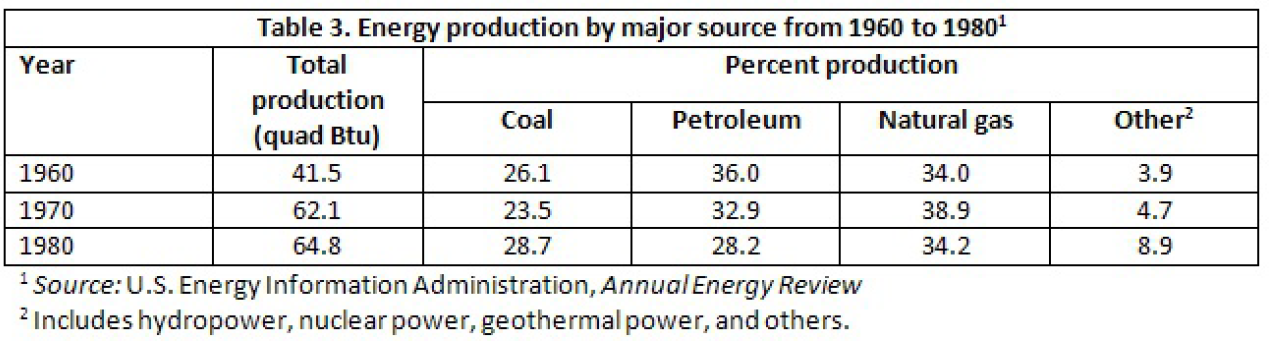 Table 3. Energy production by major source from 1960 to 1980¹
Year Total production (quad Btu) Percent production
Coal Petroleum Natural gas Other²
1960 41.5 26.1 36.0 34.0 3.9
1970 62.1 23.5 32.9 38.9 4.7
1980 64.8 28.7 28.2 34.2 8.9
¹ Source: U.S. Energy Information Administration, Annual Energy Review
² Includes hydropower, nuclear power, geothermal power, and others.